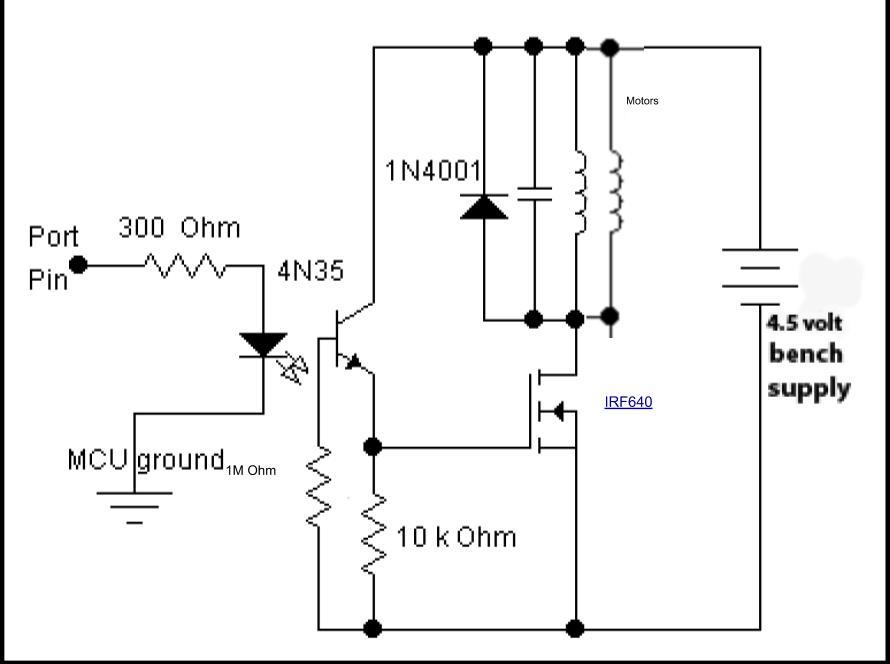 Motors
1N4001
300 Ohm
Port
Pin
4N35
4.5 volt
bench
supply
IRF640
MCU ground
1M Ohm
10 k Ohm